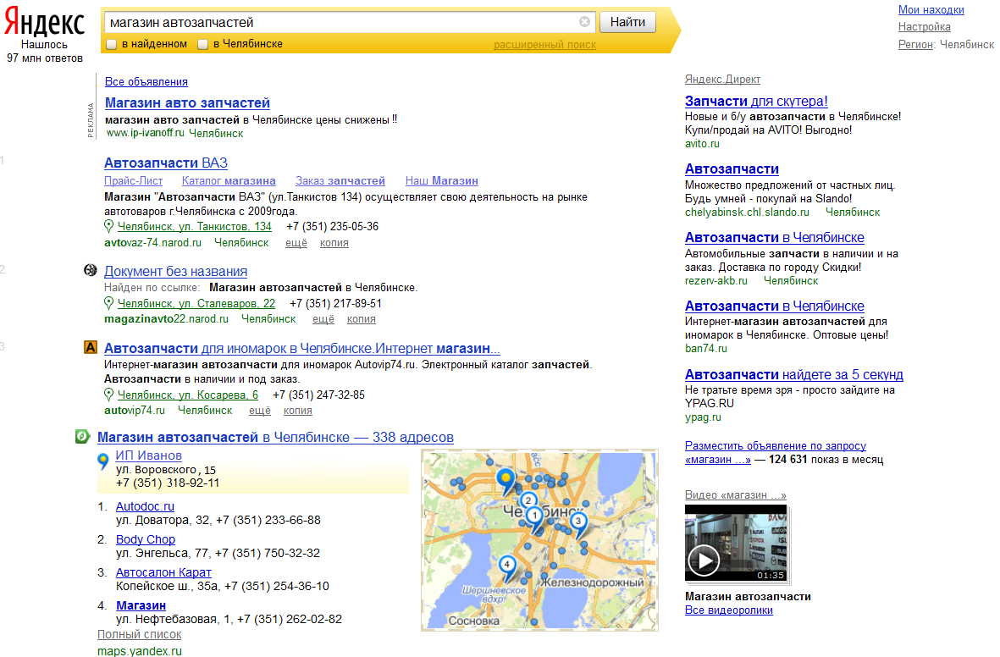 Яндекс
Нашлось
97 млн ответов
магазин автозапчастей
Найти
в найденном
в Челябинске
расширенный поиск
Мои находки
Настройка
Регион: Челябинск
РЕКЛАМА
Все объявления
Магазин авто запчастей
магазин авто запчастей в Челябинске цены снижены !!
www.ip-ivanoff.ru Челябинск
1
Автозапчасти ВАЗ
Прайс-Лист Каталог магазина Заказ запчастей Наш Магазин
Магазин "Автозапчасти ВАЗ" (ул.Танкистов 134) осуществляет свою деятельность на рынке
автотоваров г.Челябинска с 2009года.
Челябинск, ул. Танкистов, 134 +7 (351) 235-05-36
avtovaz-74.narod.ru Челябинск ещё копия
2
Документ без названия
Найден по ссылке: Магазин автозапчастей в Челябинске.
Челябинск, ул. Сталеваров, 22 +7 (351) 217-89-51
magazinavto22.narod.ru Челябинск ещё копия
3
A
Автозапчасти для иномарок в Челябинске.Интернет магазин...
Интернет-магазин автозапчасти для иномарок Autovip74.ru. Электронный каталог запчастей.
Автозапчасти в наличии и под заказ.
Челябинск, ул. Косарева, 6 +7 (351) 247-32-85
autovip74.ru Челябинск ещё копия
Магазин автозапчастей в Челябинске — 338 адресов
ИП Иванов
ул. Воровского, 15
+7 (351) 318-92-11
1. Autodoc.ru
ул. Доватора, 32, +7 (351) 233-66-88
2. Body Chop
ул. Энгельса, 77, +7 (351) 750-32-32
3. Автосалон Карат
Копейское ш., 35а, +7 (351) 254-36-10
4. Магазин
ул. Нефтебазовая, 1, +7 (351) 262-02-82
Полный список
maps.yandex.ru
2
Челябинск
1
3
4
Железнодорожный
Шершневское
вдхр.
Сосновка
Яндекс.Директ
Запчасти для скутера!
Новые и б/у автозапчасти в Челябинске!
Купи/продай на AVITO! Выгодно!
avito.ru
Автозапчасти
Множество предложений от частных лиц.
Будь умней - покупай на Slando!
chelyabinsk.chl.slando.ru Челябинск
Автозапчасти в Челябинске
Автомобильные запчасти в наличии и на
заказ. Доставка по городу Скидки!
rezerv-akb.ru Челябинск
Автозапчасти в Челябинске
Интернет-магазин автозапчастей для
иномарок в Челябинске. Оптовые цены!
ban74.ru
Автозапчасти найдете за 5 секунд
Не тратьте время зря - просто зайдите на
YPAG.RU
ypag.ru
Разместить объявление по запросу
«магазин ...» — 124 631 показ в месяц
Видео «магазин ...»
01:35
Магазин автозапчасти
Все видеоролики